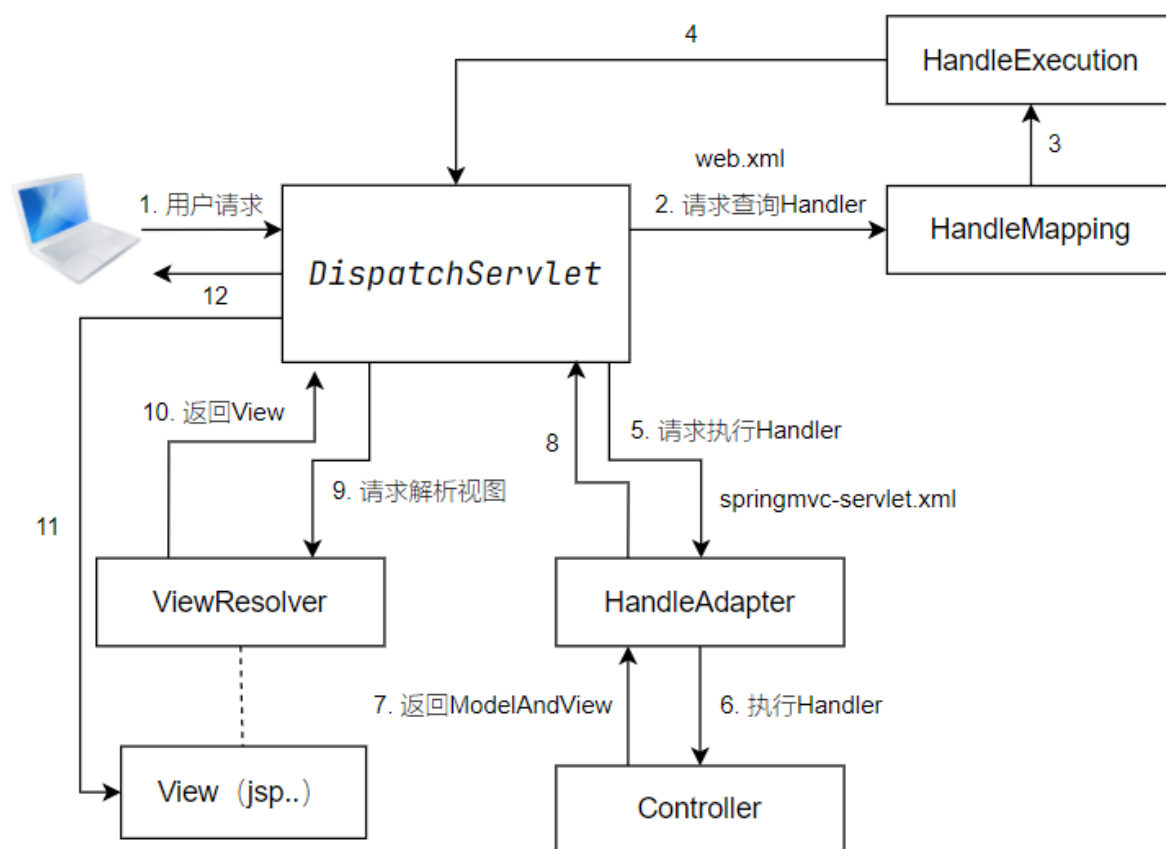 4
HandleExecution
3
web.xml
1. 用户请求
2. 请求查询Handler
HandleMapping
DispatchServlet
12
10. 返回View
5. 请求执行Handler
8
9. 请求解析视图
springmvc-servlet.xml
11
ViewResolver
HandleAdapter
7. 返回ModelAndView
6. 执行Handler
View（jsp..）
Controller